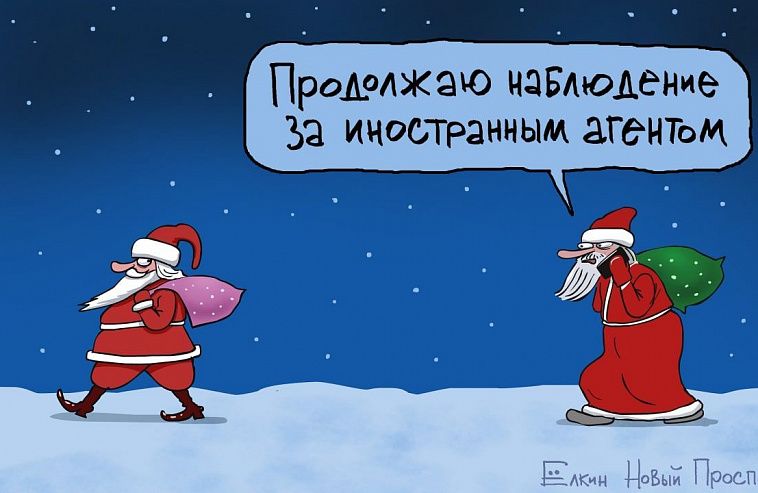 Продолжаю наблюдение
за иностранным агентом
Ёлкин Новый Просп